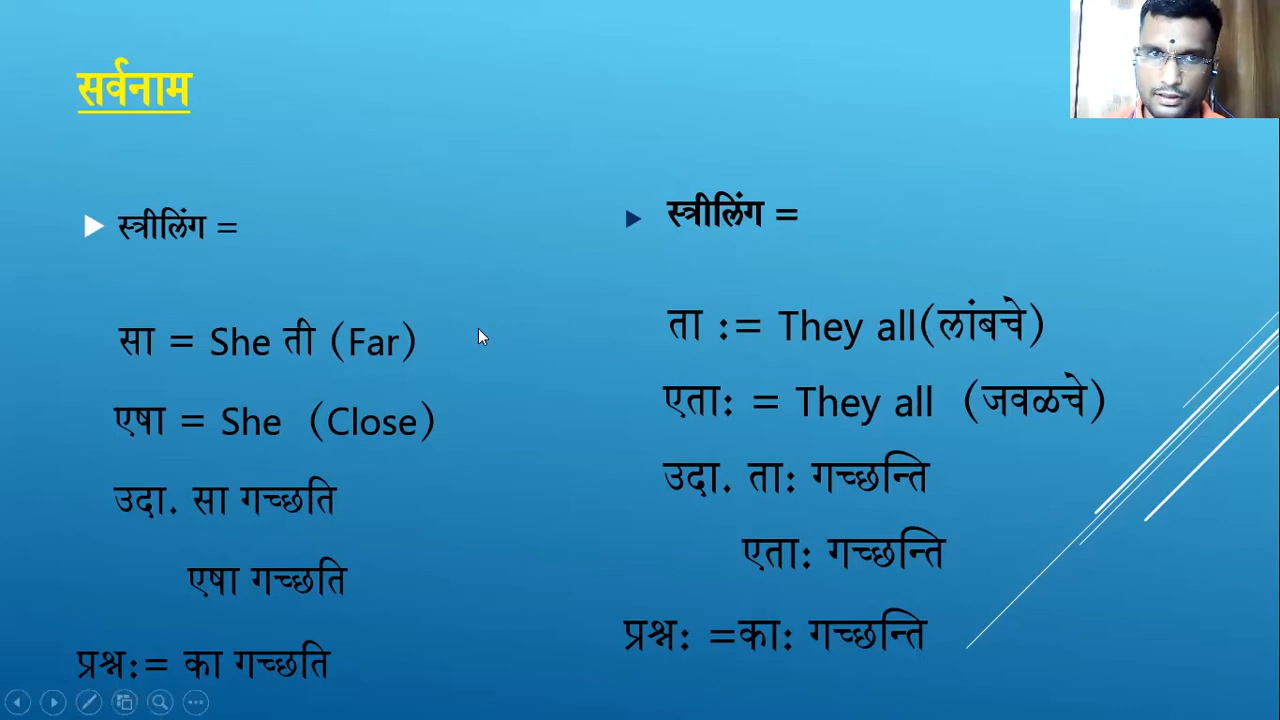 सर्वनाम
स्त्रीलिंग =
सा = She ती (Far)
एषा = She (Close)
उदा. सा गच्छति
एषा गच्छति
प्रश्न:= का गच्छति
स्त्रीलिंग =
ता := They all(लांबचे)
एता: = They all (जवळचे)
उदा. ता: गच्छन्ति
एता: गच्छन्ति
प्रश्न: =का: गच्छन्ति